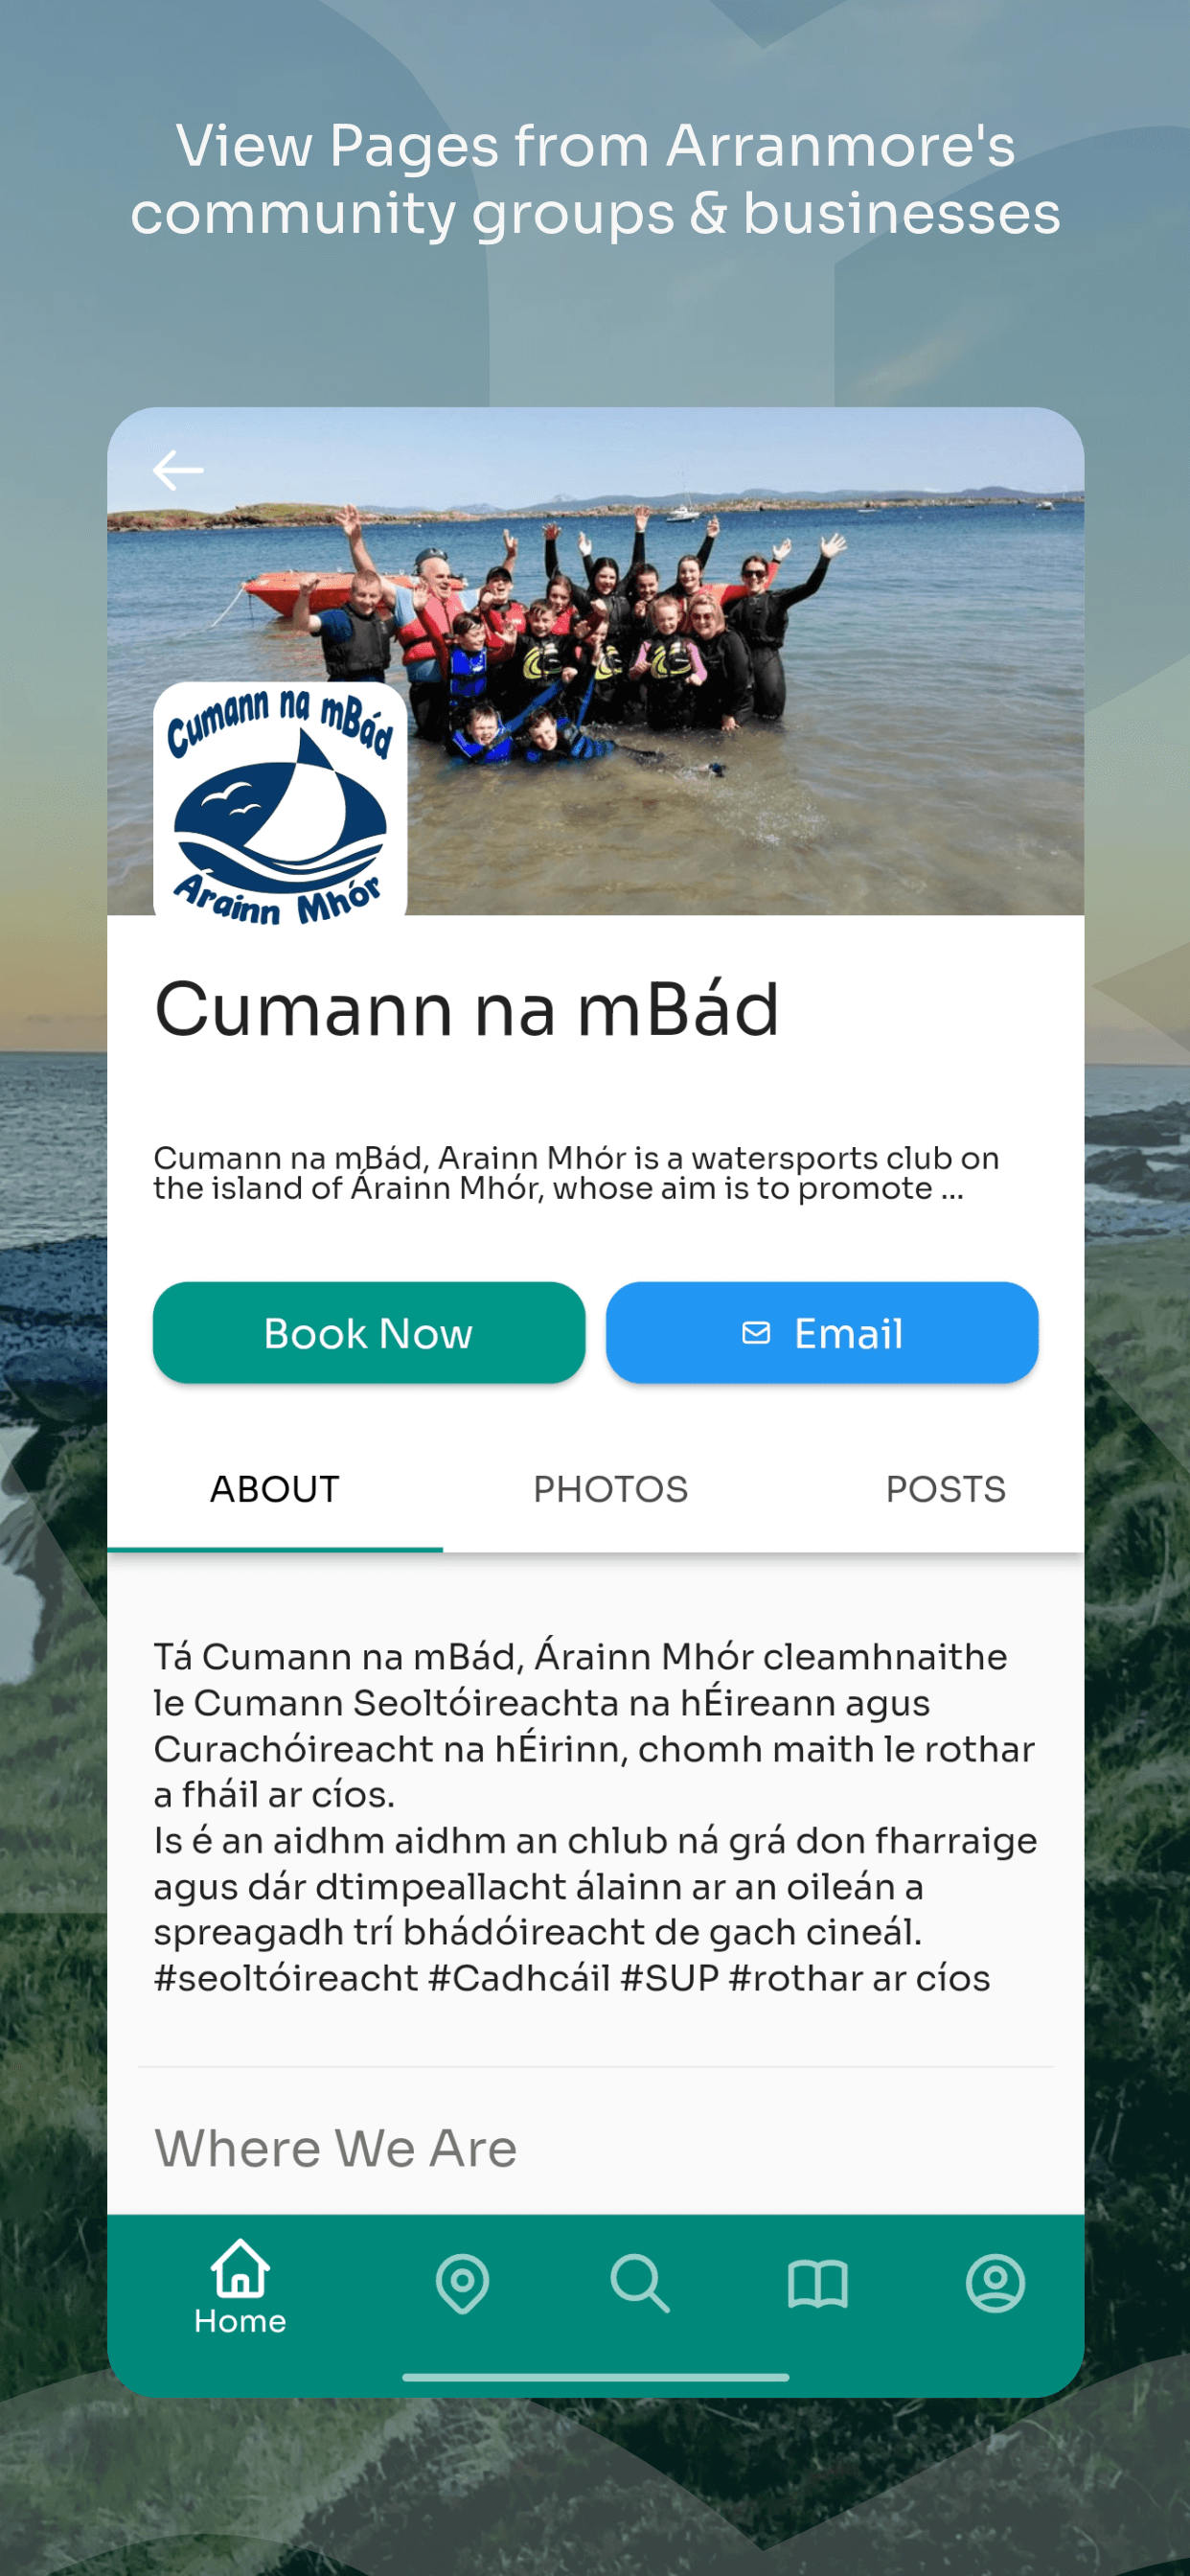 View Pages from Arranmore's
community groups & businesses
Cumann na mBád
Árainn Mhór
Cumann na mBád
Cumann na mBád, Arainn Mhór is a watersports club on
the island of Árainn Mhór, whose aim is to promote ...
Book Now
Email
ABOUT
PHOTOS
POSTS
Tá Cumann na mBád, Árainn Mhór cleamhnaithe
le Cumann Seoltóireachta na hÉireann agus
Curachóireacht na hÉirinn, chomh maith le rothar
a fháil ar cíos.
Is é an aidhm aidhm an chlub ná grá don fharraige
agus dár dtimpeallacht álainn ar an oileán a
spreagadh trí bhádóireacht de gach cineál.
#seoltóireacht #Cadhcáil #SUP #rothar ar cíos
Where We Are
Home